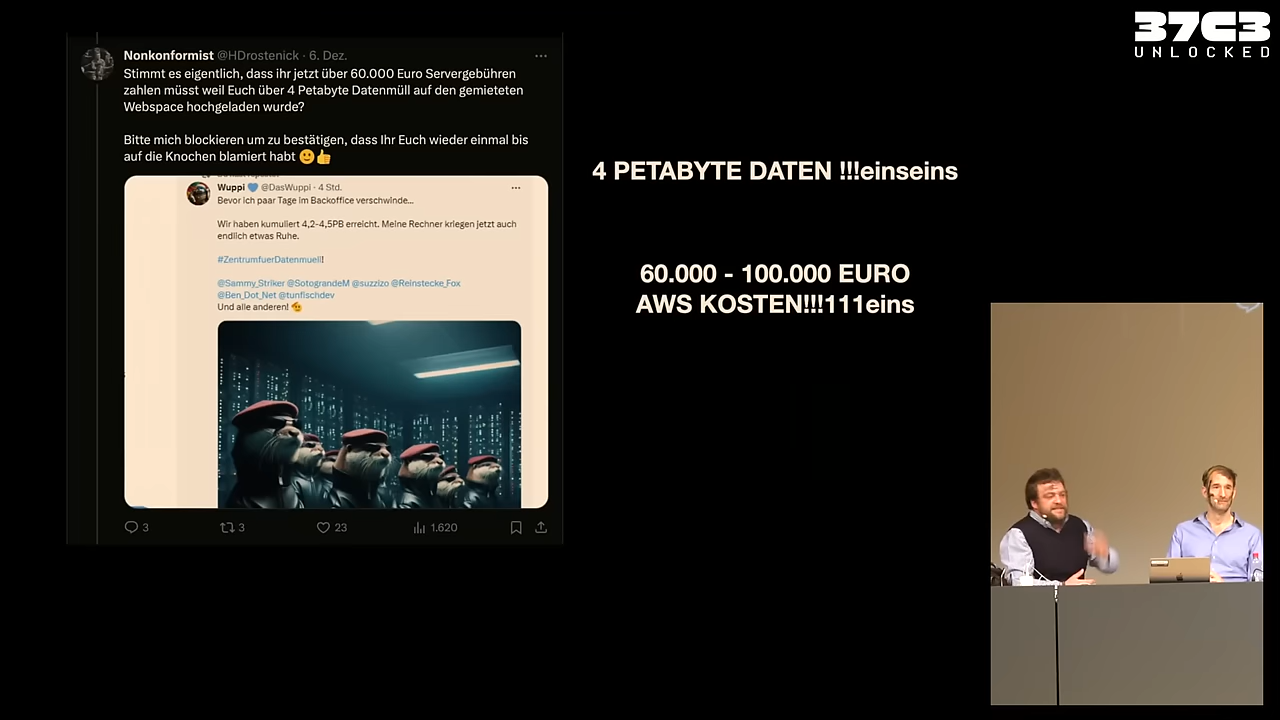 37C3
UNLOCKED
Nonkonformist @HDrostenick · 6. Dez.
Stimmt es eigentlich, dass ihr jetzt über 60.000 Euro Servergebühren
zahlen müsst weil Euch über 4 Petabyte Datenmüll auf den gemieteten
Webspace hochgeladen wurde?
Bitte mich blockieren um zu bestätigen, dass Ihr Euch wieder einmal bis
auf die Knochen blamiert habt 🙂👍
Wuppi 💙 @DasWuppi · 4 Std.
Bevor ich paar Tage im Backoffice verschwinde...
Wir haben kumuliert 4,2-4,5PB erreicht. Meine Rechner kriegen jetzt auch
endlich etwas Ruhe.
#ZentrumfuerDatenmuell!
@Sammy_Striker @SotograndeM @suzzizo @Reinstecke_Fox
@Ben_Dot_Net @tunfischdev
Und alle anderen! 🫡
3 3 23 1.620
4 PETABYTE DATEN !!!einseins
60.000 - 100.000 EURO
AWS KOSTEN!!!111eins